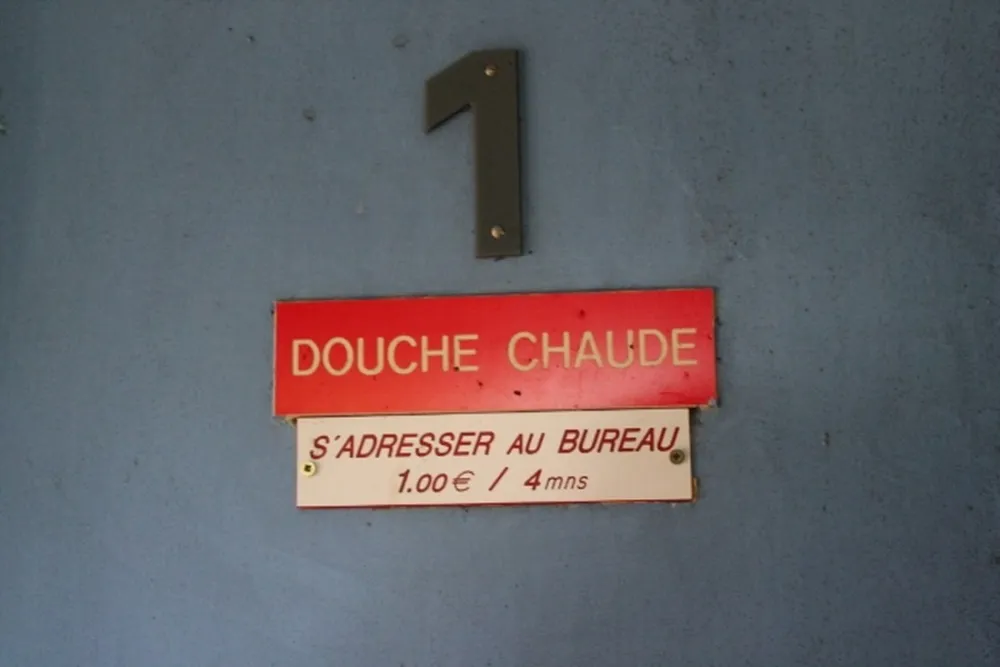 1
DOUCHE CHAUDE
S'ADRESSER AU BUREAU
1.00€ / 4mns